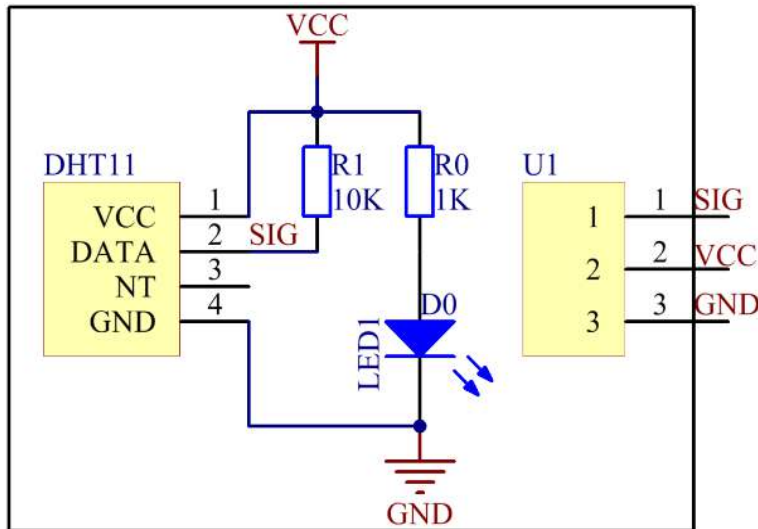 VCC
DHT11
VCC 1
DATA 2
NT 3
GND 4
SIG
R1
10K
R0
1K
D0
LED1
GND
U1
1 1 SIG
2 2 VCC
3 3 GND